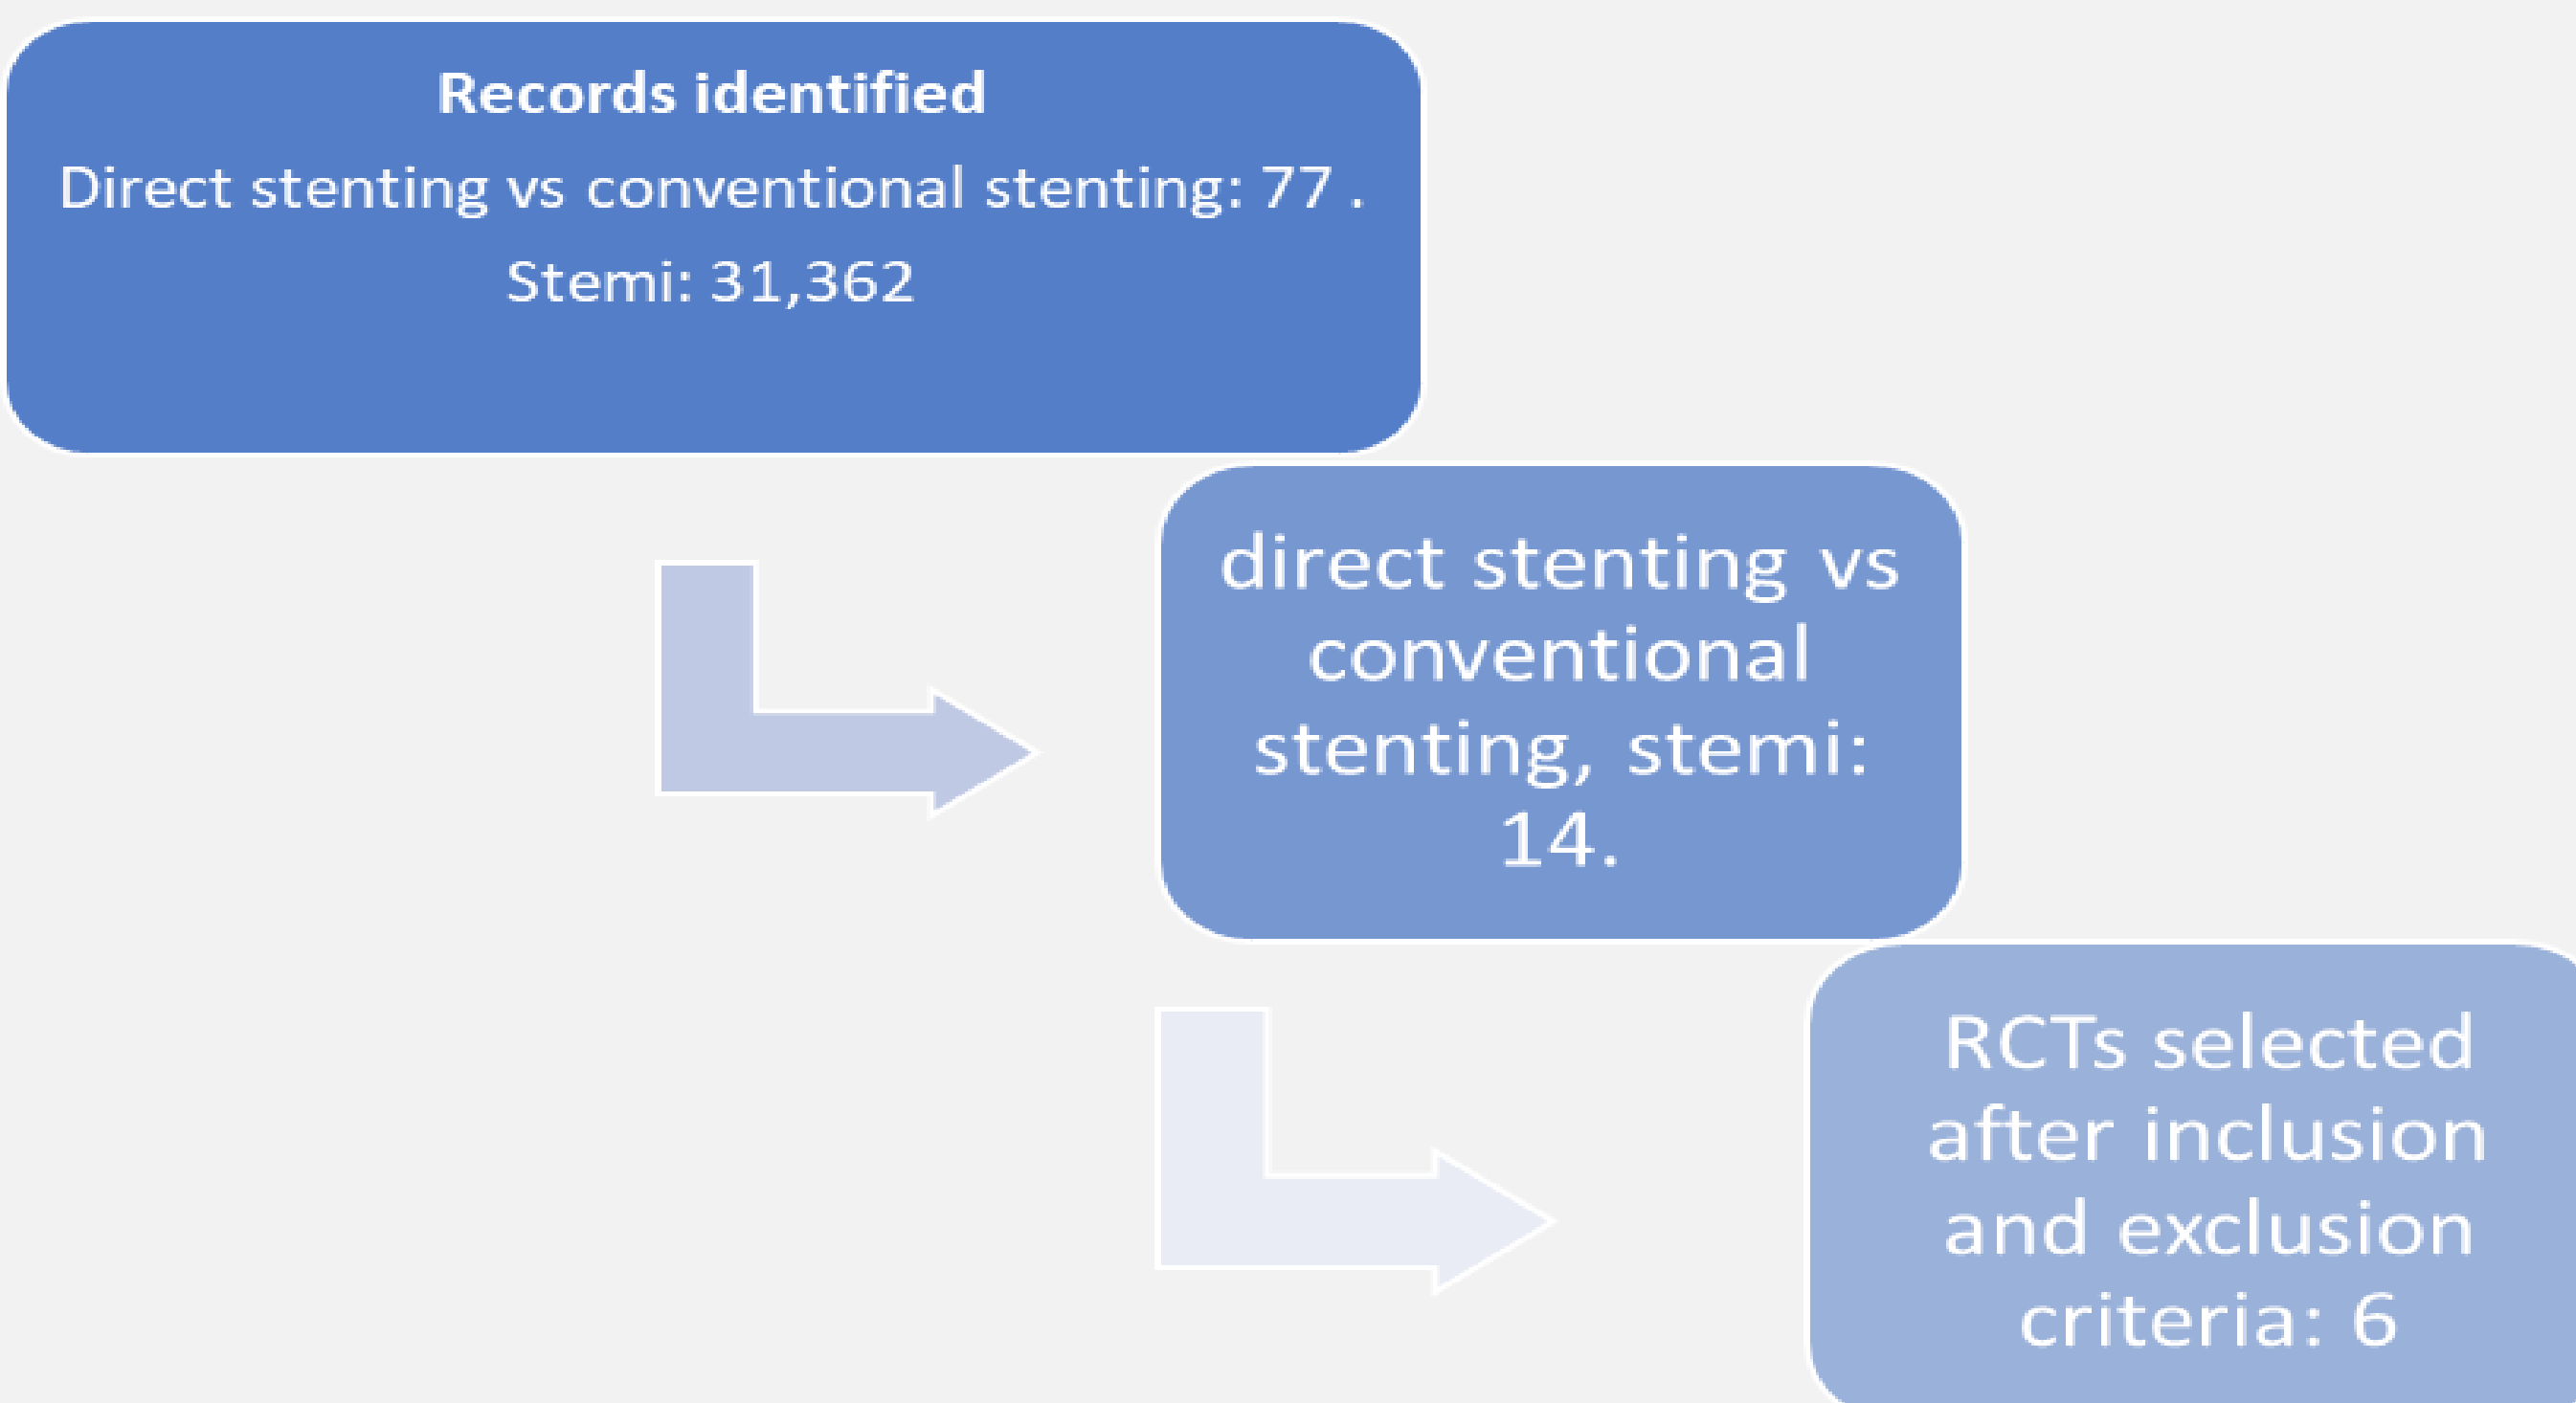 Records identified
Direct stenting vs conventional stenting: 77 .
Stemi: 31,362
direct stenting vs
conventional
stenting, stemi:
14.
RCTs selected
after inclusion
and exclusion
criteria: 6